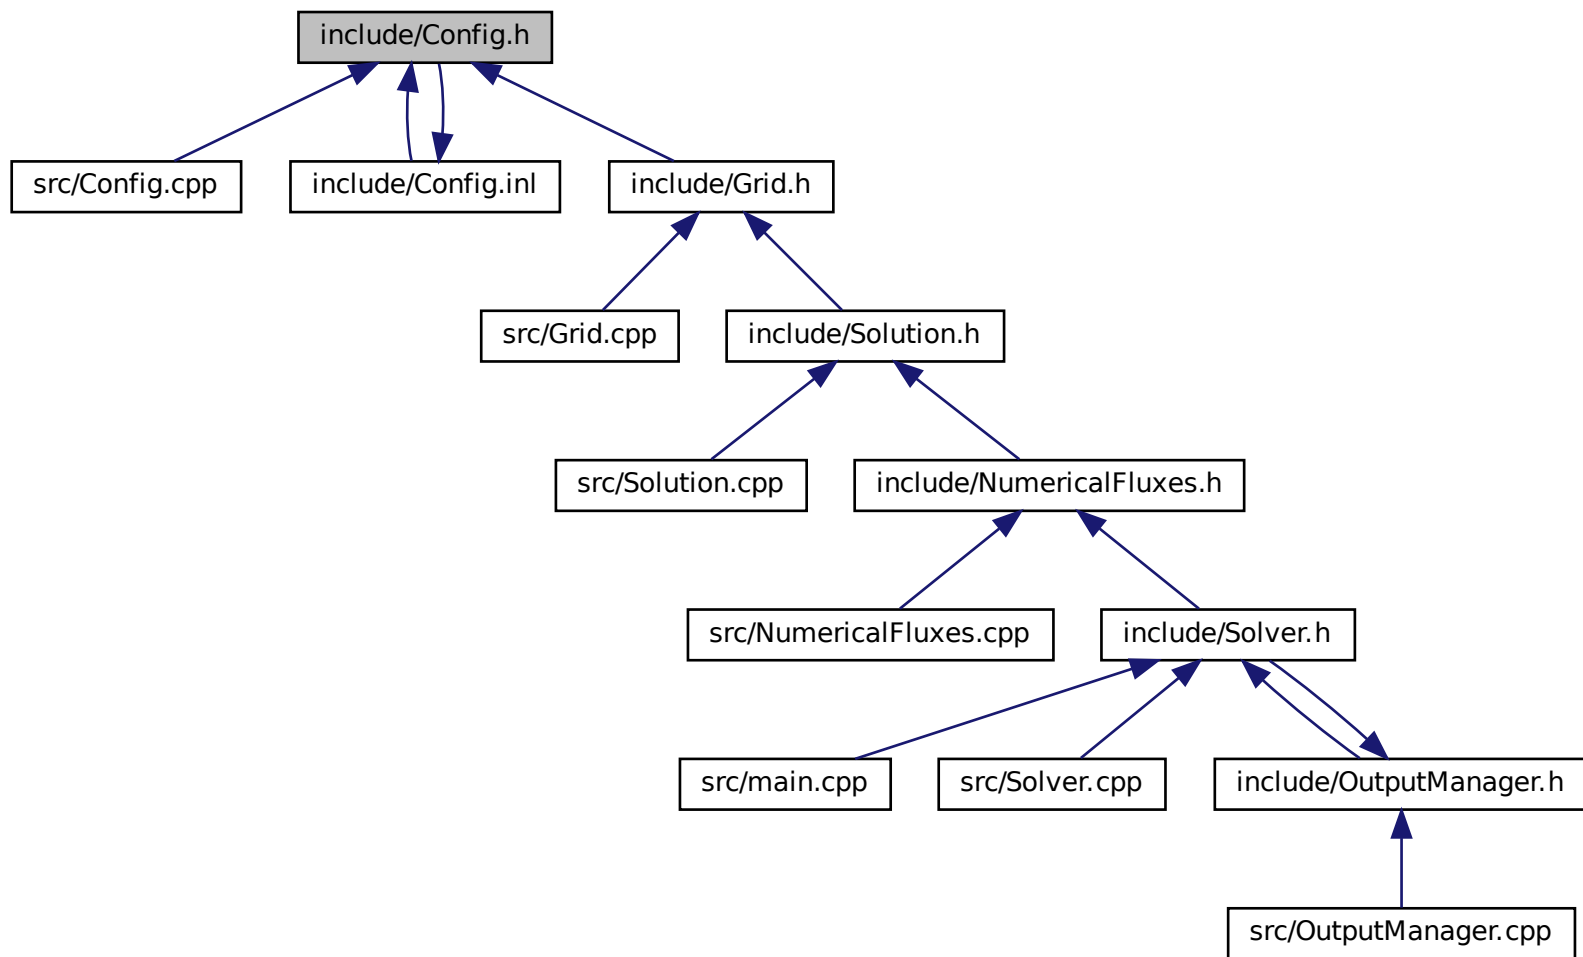 include/Config.h
src/Config.cpp
include/Config.inl
include/Grid.h
src/Grid.cpp
include/Solution.h
src/Solution.cpp
include/NumericalFluxes.h
src/NumericalFluxes.cpp
include/Solver.h
src/main.cpp
src/Solver.cpp
include/OutputManager.h
src/OutputManager.cpp